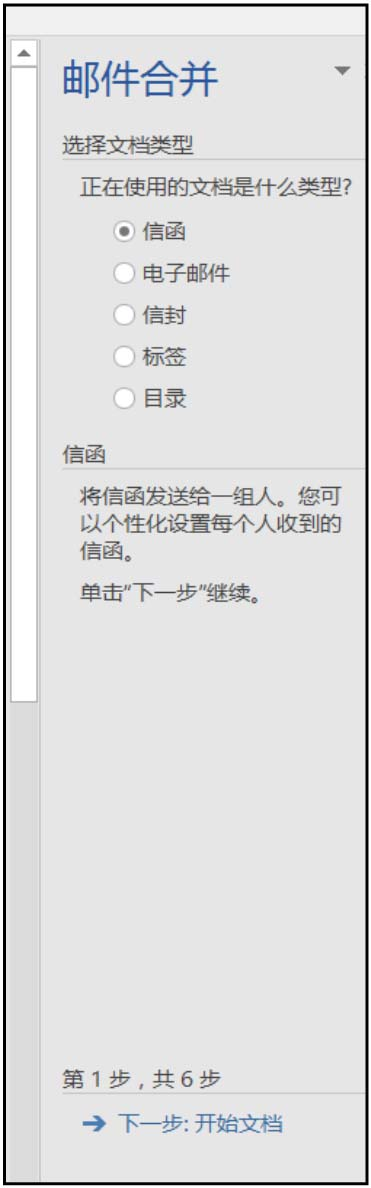 邮件合并
选择文档类型
正在使用的文档是什么类型?
信函
电子邮件
信封
标签
目录
信函
将信函发送给一组人。您可
以个性化设置每个人收到的
信函。
单击“下一步”继续。
第 1 步，共 6 步
下一步: 开始文档